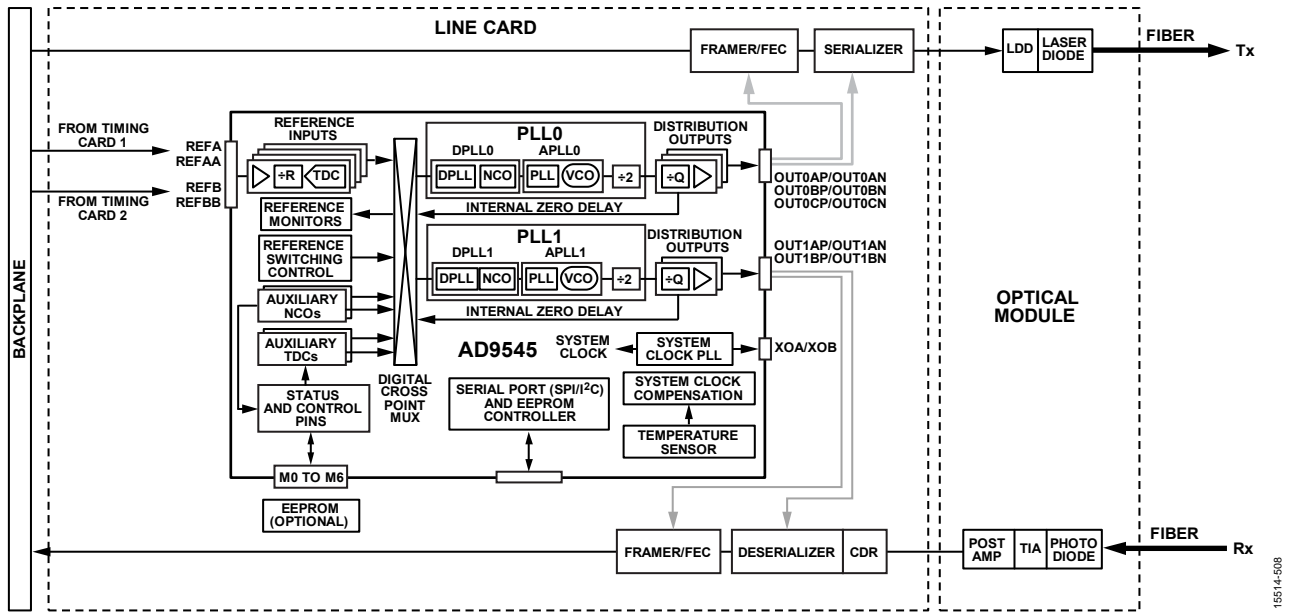 LINE CARD
FRAMER/FEC
SERIALIZER
LDD
LASER
DIODE
FIBER
Tx
BACKPLANE
FROM TIMING
CARD 1
REFA
REFAA
REFB
REFBB
FROM TIMING
CARD 2
REFERENCE
INPUTS
÷R
TDC
REFERENCE
MONITORS
REFERENCE
SWITCHING
CONTROL
AUXILIARY
NCOs
AUXILIARY
TDCs
STATUS
AND CONTROL
PINS
M0 TO M6
EEPROM
(OPTIONAL)
DIGITAL
CROSS
POINT
MUX
PLL0
DPLL0
APLL0
DPLL
NCO
PLL
VCO
÷2
INTERNAL ZERO DELAY
DISTRIBUTION
OUTPUTS
÷Q
OUT0AP/OUT0AN
OUT0BP/OUT0BN
OUT0CP/OUT0CN
PLL1
DPLL1
APLL1
DPLL
NCO
PLL
VCO
÷2
INTERNAL ZERO DELAY
DISTRIBUTION
OUTPUTS
÷Q
OUT1AP/OUT1AN
OUT1BP/OUT1BN
AD9545
SYSTEM
CLOCK
SYSTEM
CLOCK PLL
XOA/XOB
SERIAL PORT (SPI/I²C)
AND EEPROM
CONTROLLER
SYSTEM CLOCK
COMPENSATION
TEMPERATURE
SENSOR
OPTICAL
MODULE
FRAMER/FEC
DESERIALIZER
CDR
POST
AMP
TIA
PHOTO
DIODE
FIBER
Rx
15514-508